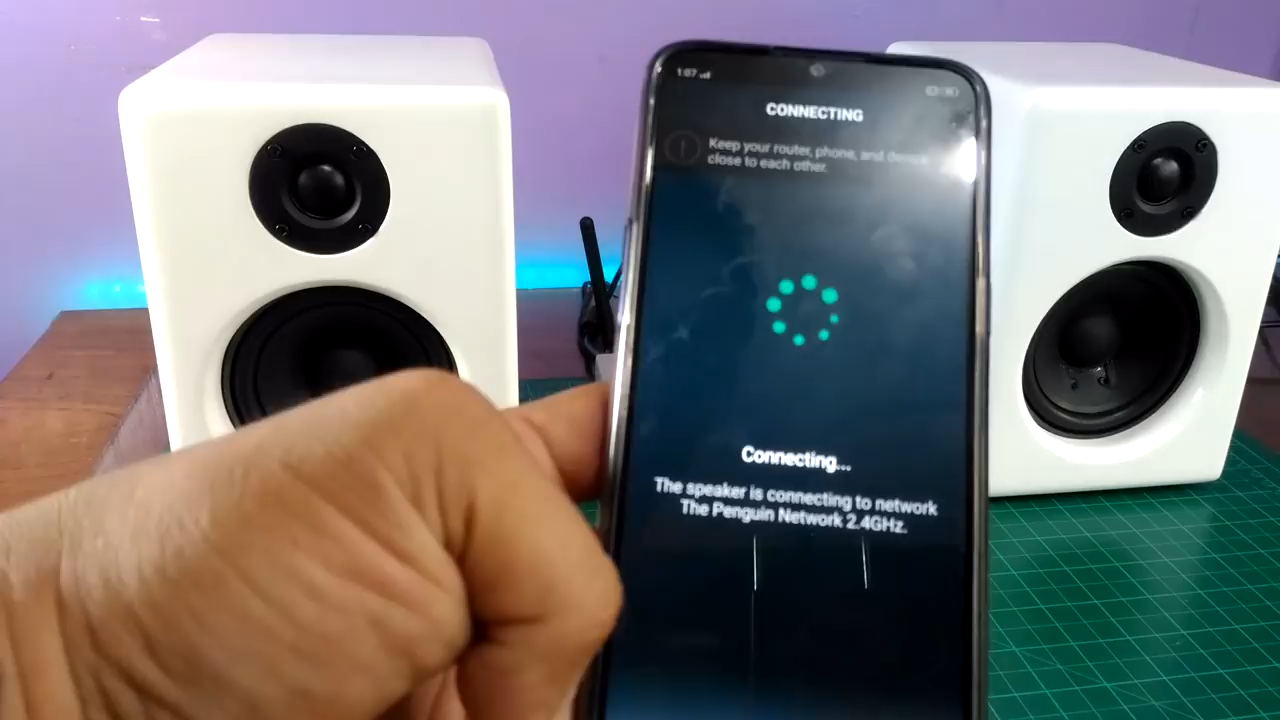 1:07
CONNECTING
Keep your router, phone, and device
close to each other.
Connecting...
The speaker is connecting to network
The Penguin Network 2.4GHz.